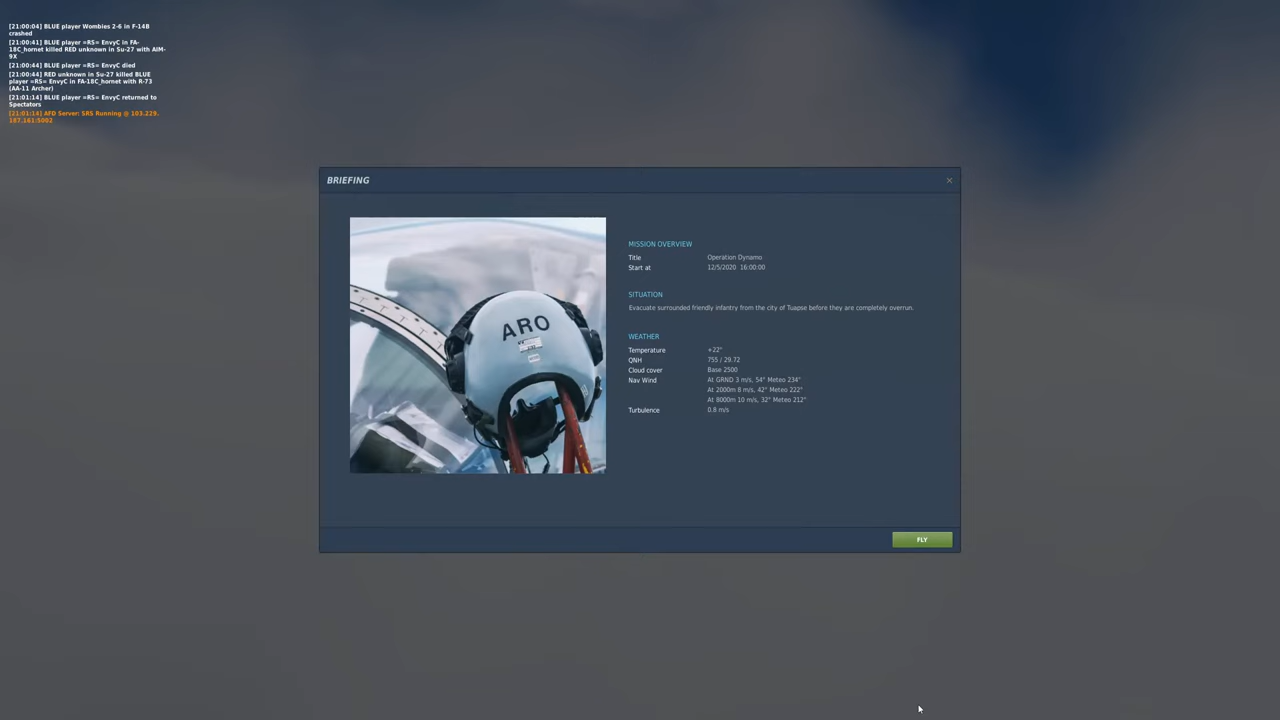 [21:00:04] BLUE player Wombies 2-6 in F-14B
crashed
[21:00:41] BLUE player =RS= EnvyC in FA-
18C_hornet killed RED unknown in Su-27 with AIM-
9X
[21:00:44] BLUE player =RS= EnvyC died
[21:00:44] RED unknown in Su-27 killed BLUE
player =RS= EnvyC in FA-18C_hornet with R-73
(AA-11 Archer)
[21:01:14] BLUE player =RS= EnvyC returned to
Spectators
[21:01:14] AFD Server: SRS Running @ 103.229.
187.161:5002
BRIEFING
ARO
MISSION OVERVIEW
Title Operation Dynamo
Start at 12/5/2020 16:00:00
SITUATION
Evacuate surrounded friendly infantry from the city of Tuapse before they are completely overrun.
WEATHER
Temperature +22°
QNH 755 / 29.72
Cloud cover Base 2500
Nav Wind At GRND 3 m/s, 54° Meteo 234°
At 2000m 8 m/s, 42° Meteo 222°
At 8000m 10 m/s, 32° Meteo 212°
Turbulence 0.8 m/s
FLY